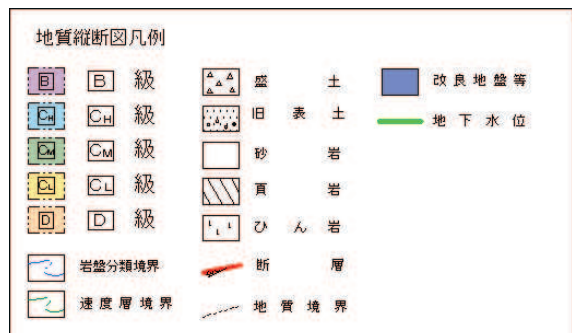 地質縦断図凡例
B B 級
CH CH 級
CM CM 級
CL CL 級
D D 級
岩盤分類境界
速度層境界
盛土
旧表土
砂岩
頁岩
ひん岩
断層
地質境界
改良地盤等
地下水位